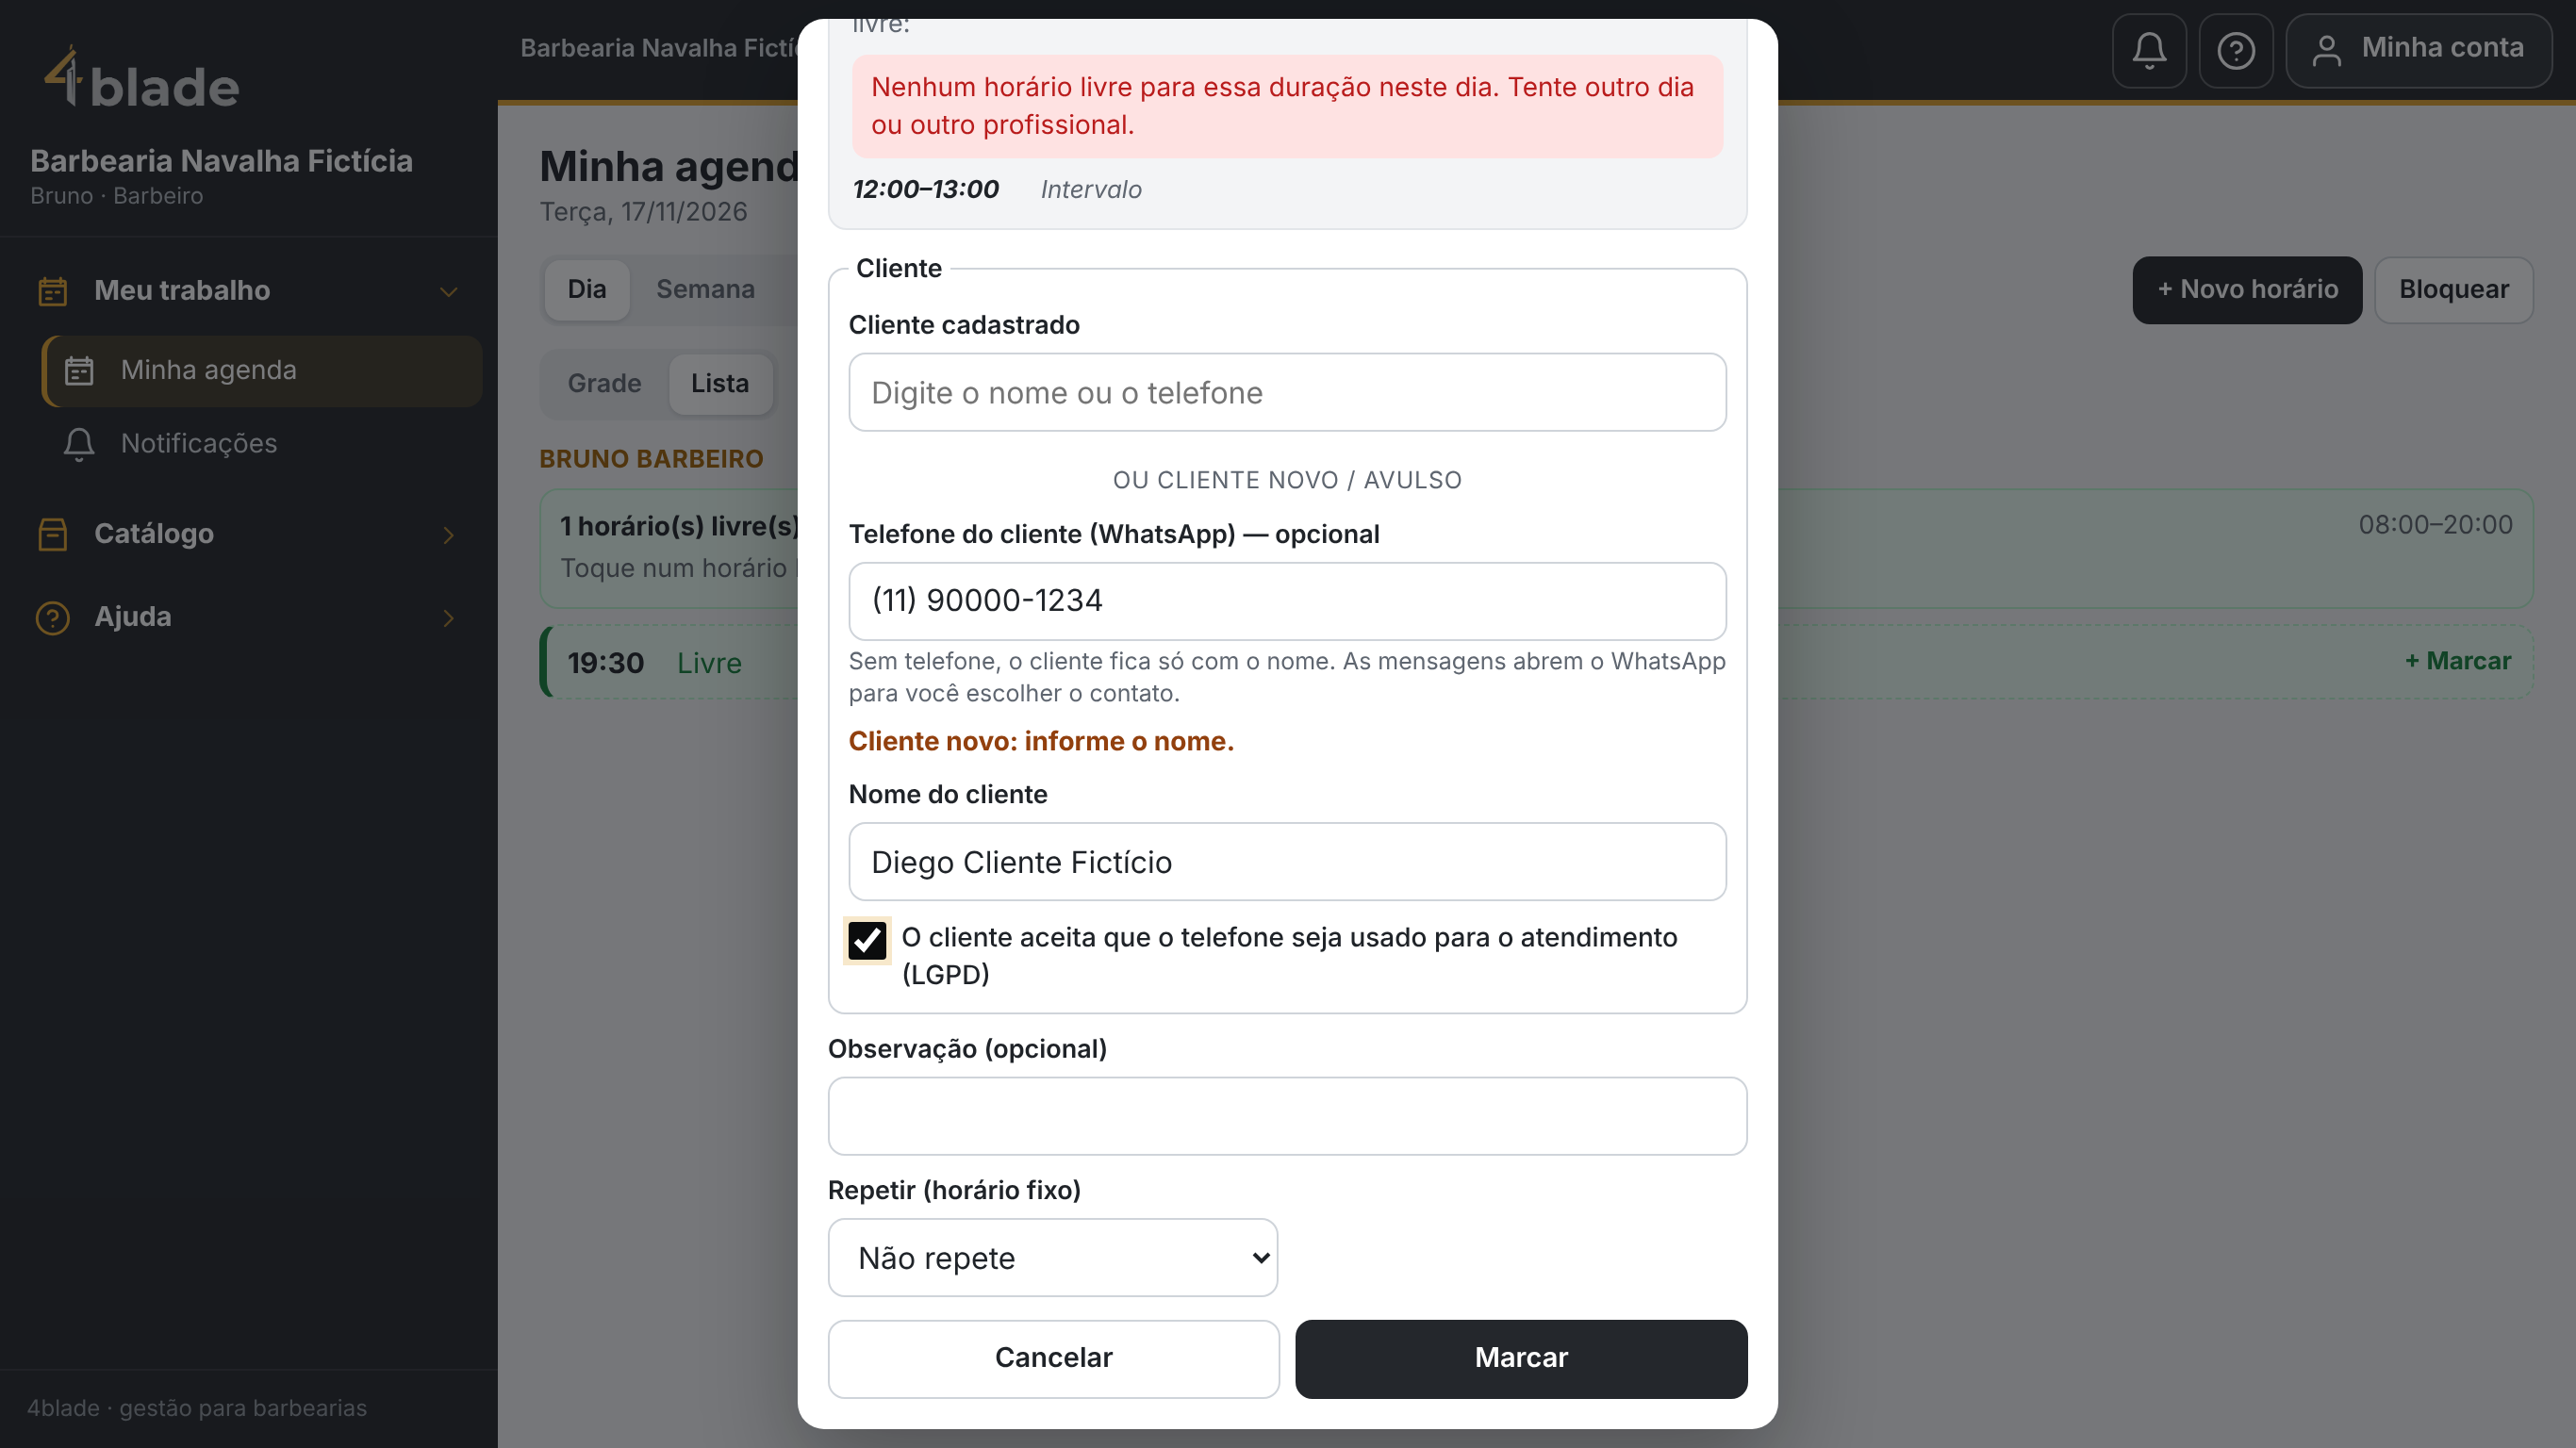 4blade
Barbearia Navalha Fictícia
Bruno · Barbeiro
Meu trabalho
Minha agenda
Notificações
Catálogo
Ajuda
4blade · gestão para barbearias
Barbearia Navalha Fictí
Minha conta
Minha agend
Terça, 17/11/2026
Dia
Semana
+ Novo horário
Bloquear
Grade
Lista
BRUNO BARBEIRO
1 horário(s) livre(s)
08:00–20:00
Toque num horário
19:30
Livre
+ Marcar
livre:
Nenhum horário livre para essa duração neste dia. Tente outro dia
ou outro profissional.
12:00–13:00 Intervalo
Cliente
Cliente cadastrado
Digite o nome ou o telefone
OU CLIENTE NOVO / AVULSO
Telefone do cliente (WhatsApp) — opcional
(11) 90000-1234
Sem telefone, o cliente fica só com o nome. As mensagens abrem o WhatsApp
para você escolher o contato.
Cliente novo: informe o nome.
Nome do cliente
Diego Cliente Fictício
O cliente aceita que o telefone seja usado para o atendimento
(LGPD)
Observação (opcional)
Repetir (horário fixo)
Não repete
Cancelar
Marcar